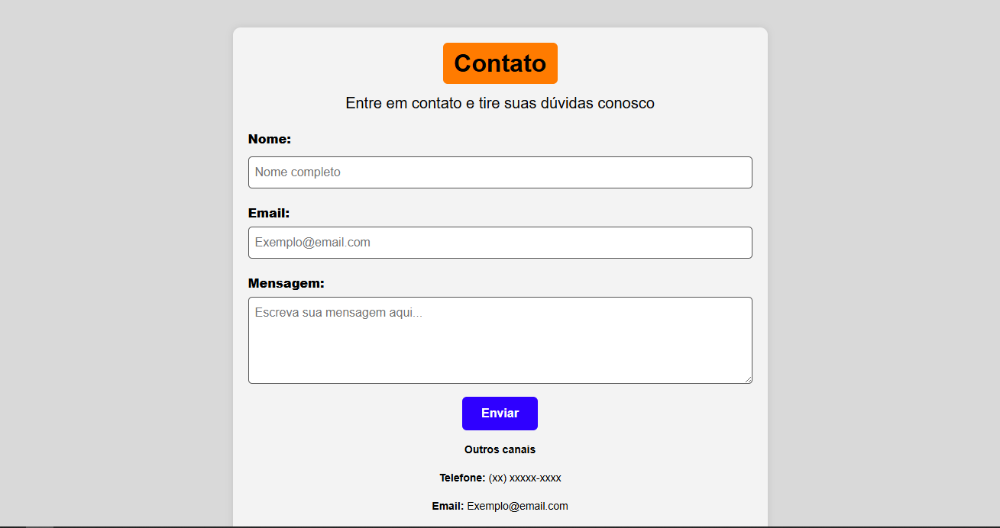 Contato
Entre em contato e tire suas dúvidas conosco
Nome:
Nome completo
Email:
Exemplo@email.com
Mensagem:
Escreva sua mensagem aqui...
Enviar
Outros canais
Telefone: (xx) xxxxx-xxxx
Email: Exemplo@email.com